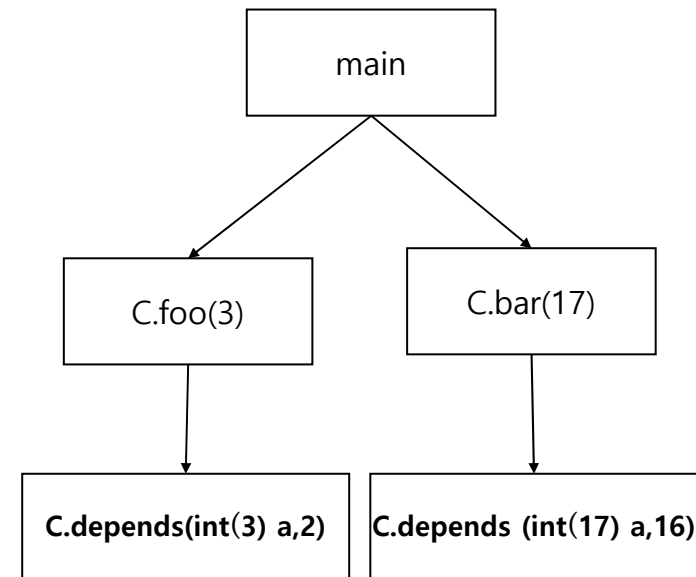 main
C.foo(3)
C.bar(17)
C.depends(int(3) a,2)
C.depends (int(17) a,16)